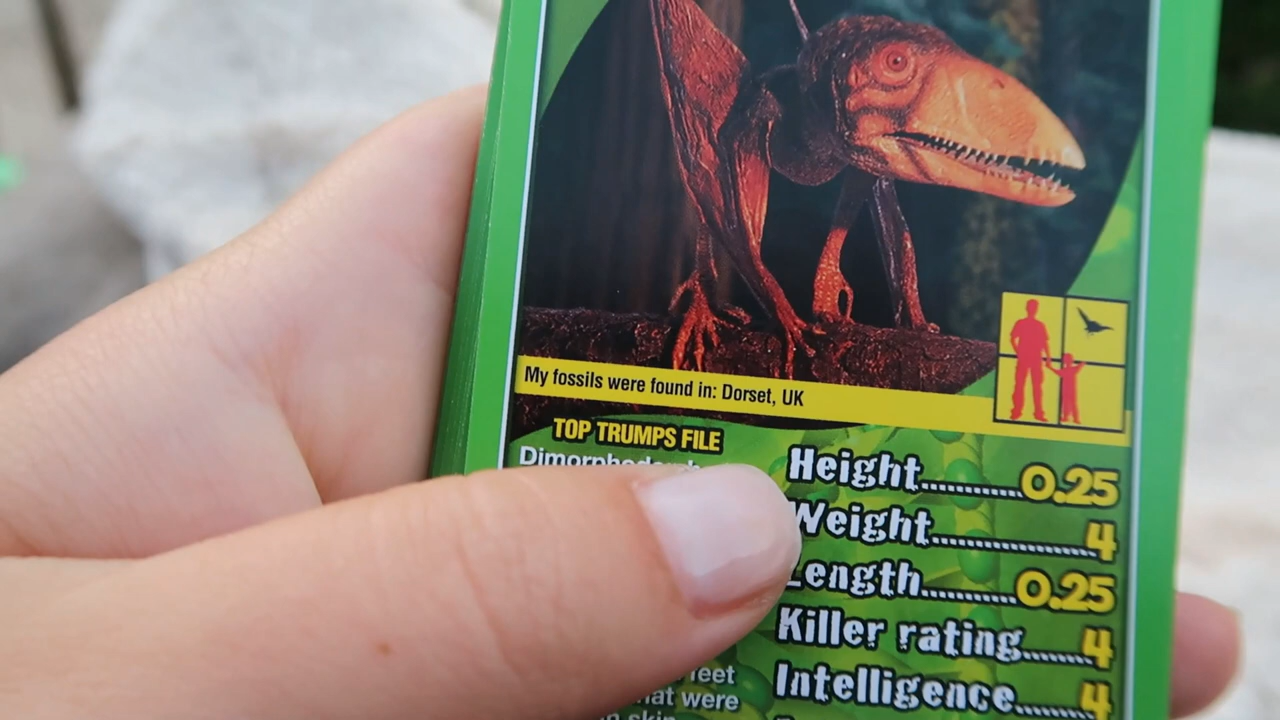 My fossils were found in: Dorset, UK
TOP TRUMPS FILE
Height............0.25
Weight...................4
Length............0.25
Killer rating........4
Intelligence.........4
feet
were
skin